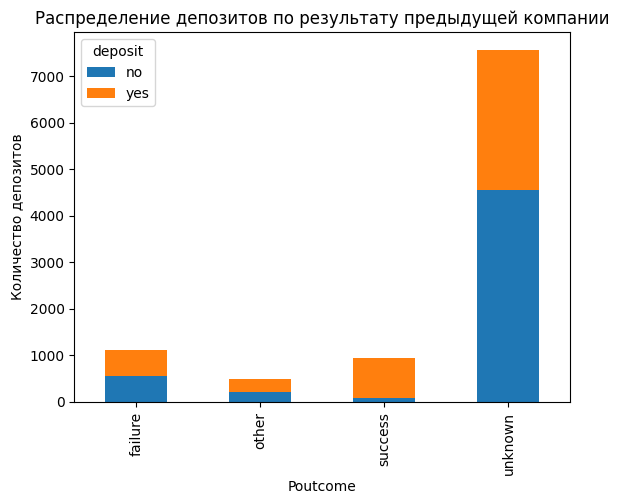 Распределение депозитов по результату предыдущей компании
deposit
no
yes
Количество депозитов
7000
6000
5000
4000
3000
2000
1000
0
failure
other
success
unknown
Poutcome